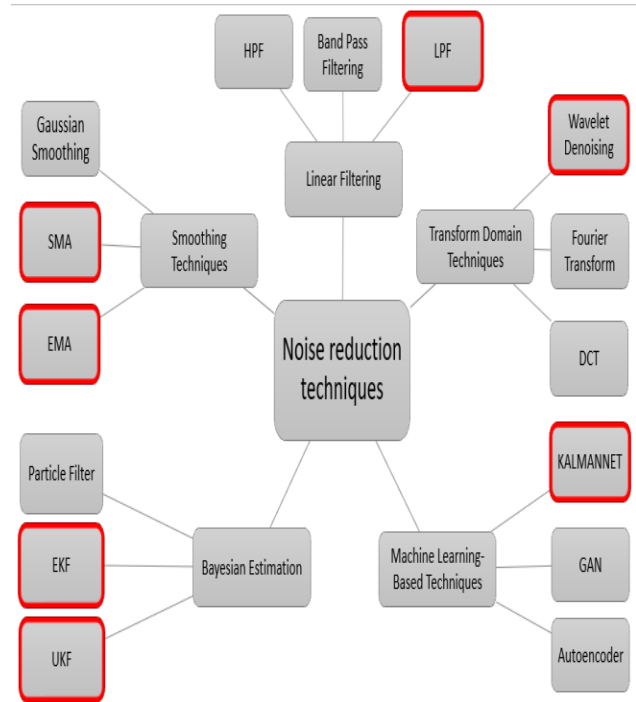 HPF
Band Pass
Filtering
LPF
Gaussian
Smoothing
Wavelet
Denoising
Linear Filtering
SMA
Smoothing
Techniques
Transform Domain
Techniques
Fourier
Transform
EMA
Noise reduction
techniques
DCT
Particle Filter
KALMANNET
EKF
Bayesian Estimation
Machine Learning-
Based Techniques
GAN
UKF
Autoencoder